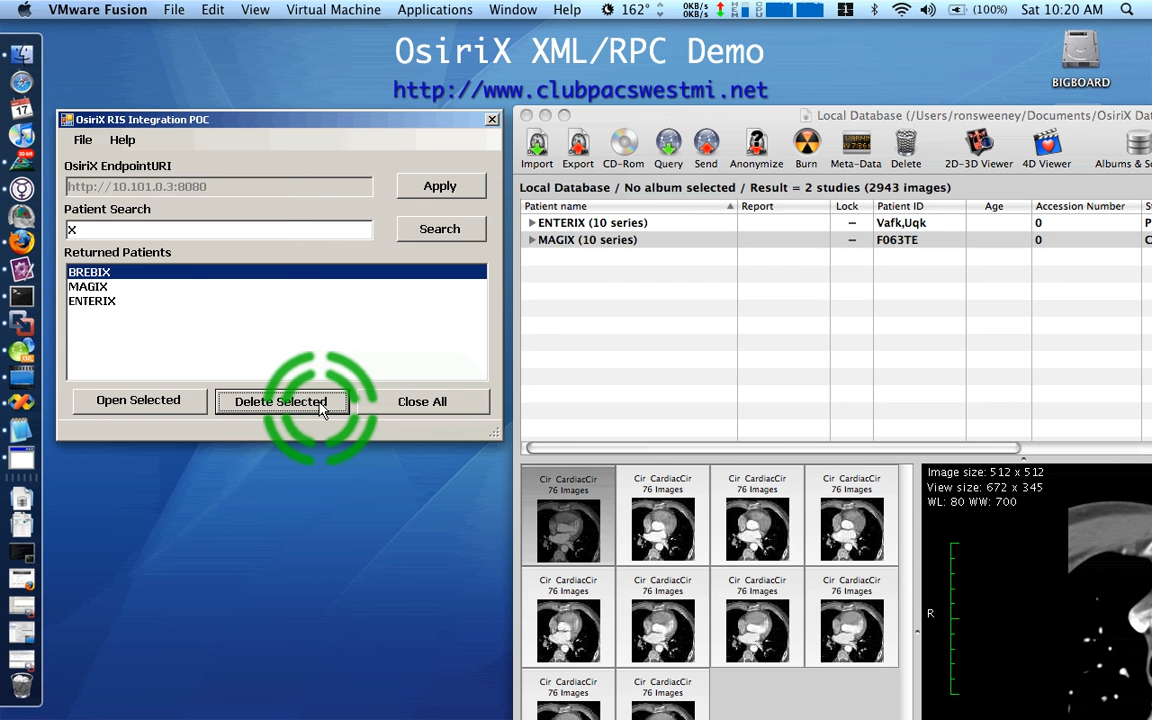 VMware Fusion File Edit View Virtual Machine Applications Window Help 162° 0KB/s 0KB/s (100%) Sat 10:20 AM
OsiriX XML/RPC Demo
http://www.clubpacswestmi.net
BIGBOARD
17
OsiriX RIS Integration POC
File Help
OsiriX EndpointURI
http://10.101.0.3:8080
Apply
Patient Search
X
Search
Returned Patients
BREBIX
MAGIX
ENTERIX
Open Selected Delete Selected Close All
Local Database (/Users/ronsweeney/Documents/OsiriX Dat
Import Export CD-Rom Query Send Anonymize Burn Meta-Data Delete 2D-3D Viewer 4D Viewer Albums & S
Local Database / No album selected / Result = 2 studies (2943 images)
Patient name Report Lock Patient ID Age Accession Number S
ENTERIX (10 series) – Vafk,Uqk 0 P
MAGIX (10 series) – F063TE 0 C
Cir CardiacCir Cir CardiacCir Cir CardiacCir Cir CardiacCir
76 Images 76 Images 76 Images 76 Images
Cir CardiacCir Cir CardiacCir Cir CardiacCir Cir CardiacCir
76 Images 76 Images 76 Images 76 Images
Cir CardiacCir Cir CardiacCir
76 Images 76 Images
Image size: 512 x 512
View size: 672 x 345
WL: 80 WW: 700
R